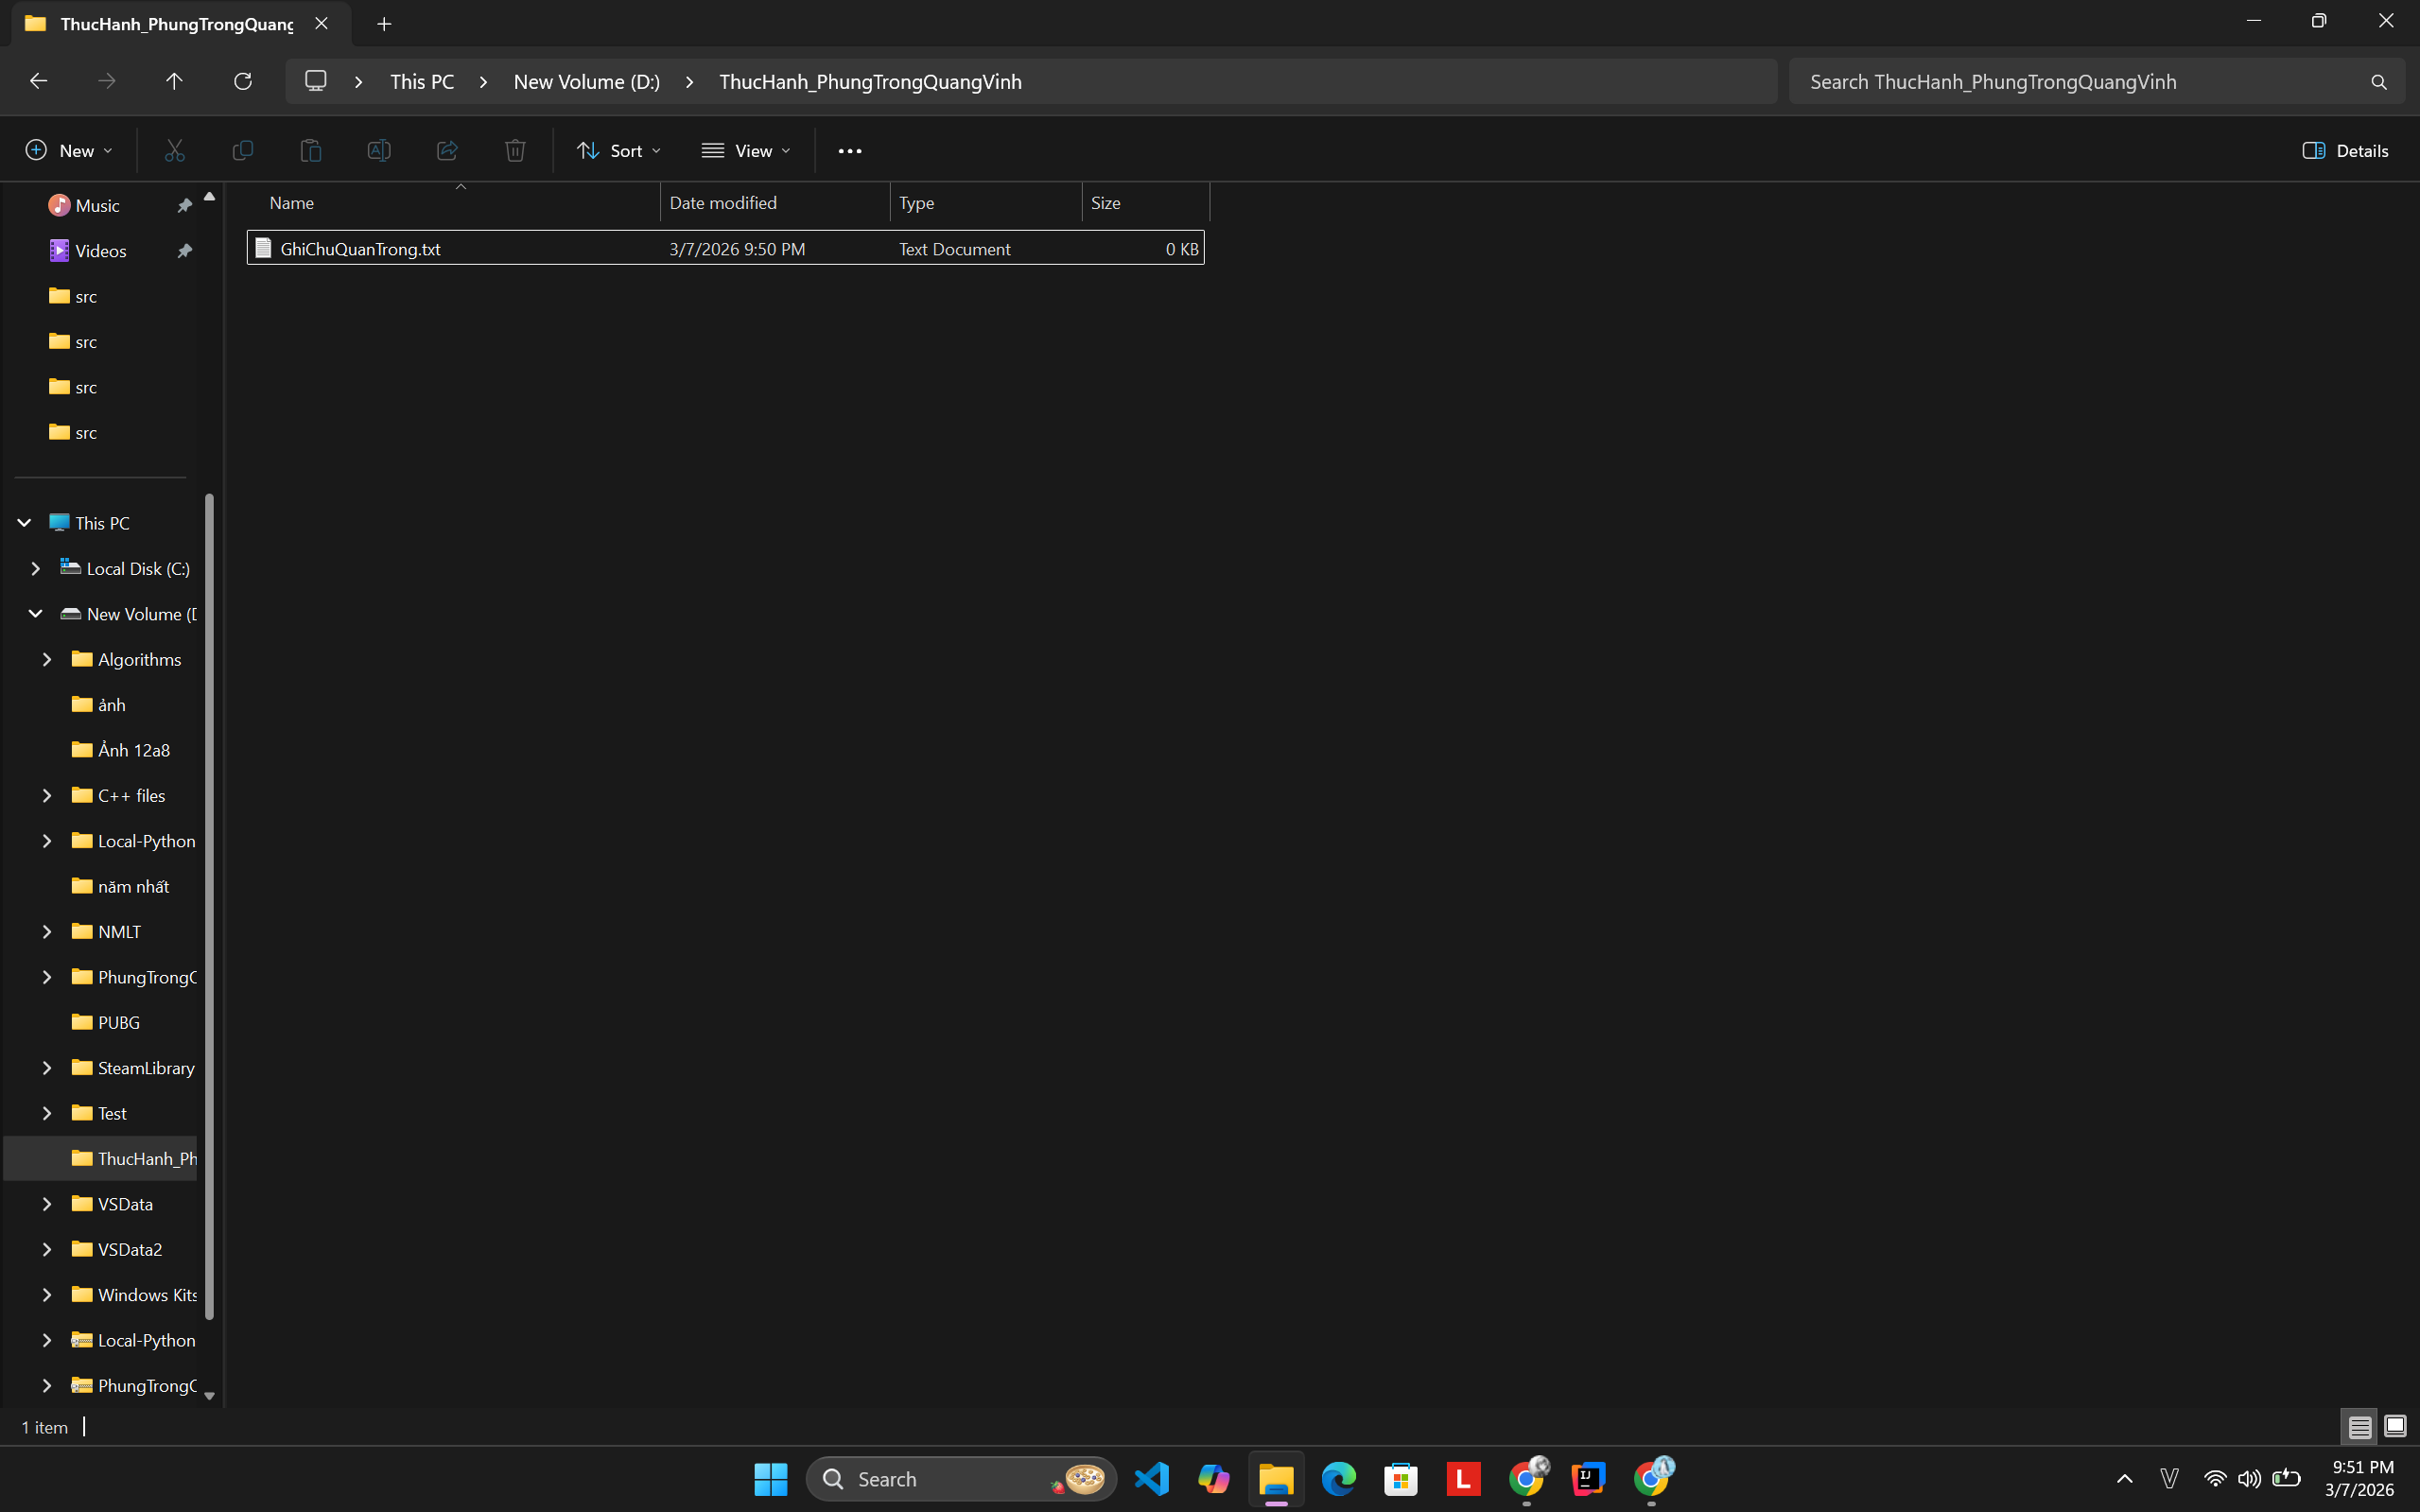 ThucHanh_PhungTrongQuang
This PC > New Volume (D:) > ThucHanh_PhungTrongQuangVinh
Search ThucHanh_PhungTrongQuangVinh
New
Sort
View
Details
Name
Date modified
Type
Size
GhiChuQuanTrong.txt
3/7/2026 9:50 PM
Text Document
0 KB
Music
Videos
src
src
src
src
This PC
Local Disk (C:)
New Volume (D
Algorithms
ảnh
Ảnh 12a8
C++ files
Local-Python
năm nhất
NMLT
PhungTrongQ
PUBG
SteamLibrary
Test
ThucHanh_Ph
VSData
VSData2
Windows Kits
Local-Python
PhungTrongQ
1 item
Search
9:51 PM
3/7/2026